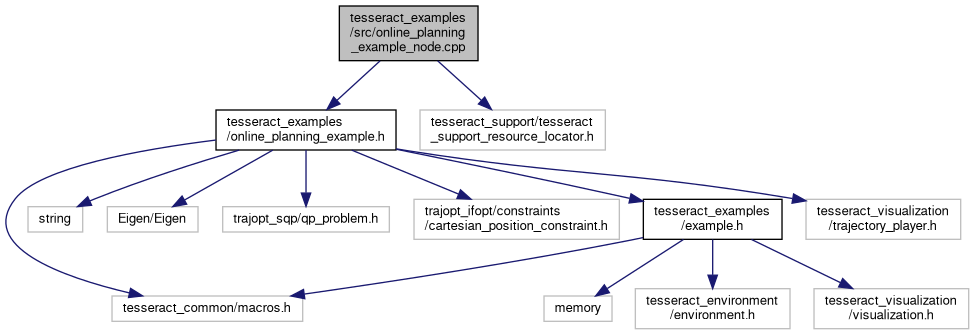 tesseract_examples
/src/online_planning
_example_node.cpp
tesseract_examples
/online_planning_example.h
tesseract_support/tesseract
_support_resource_locator.h
string
Eigen/Eigen
trajopt_sqp/qp_problem.h
trajopt_ifopt/constraints
/cartesian_position_constraint.h
tesseract_examples
/example.h
tesseract_visualization
/trajectory_player.h
tesseract_common/macros.h
memory
tesseract_environment
/environment.h
tesseract_visualization
/visualization.h